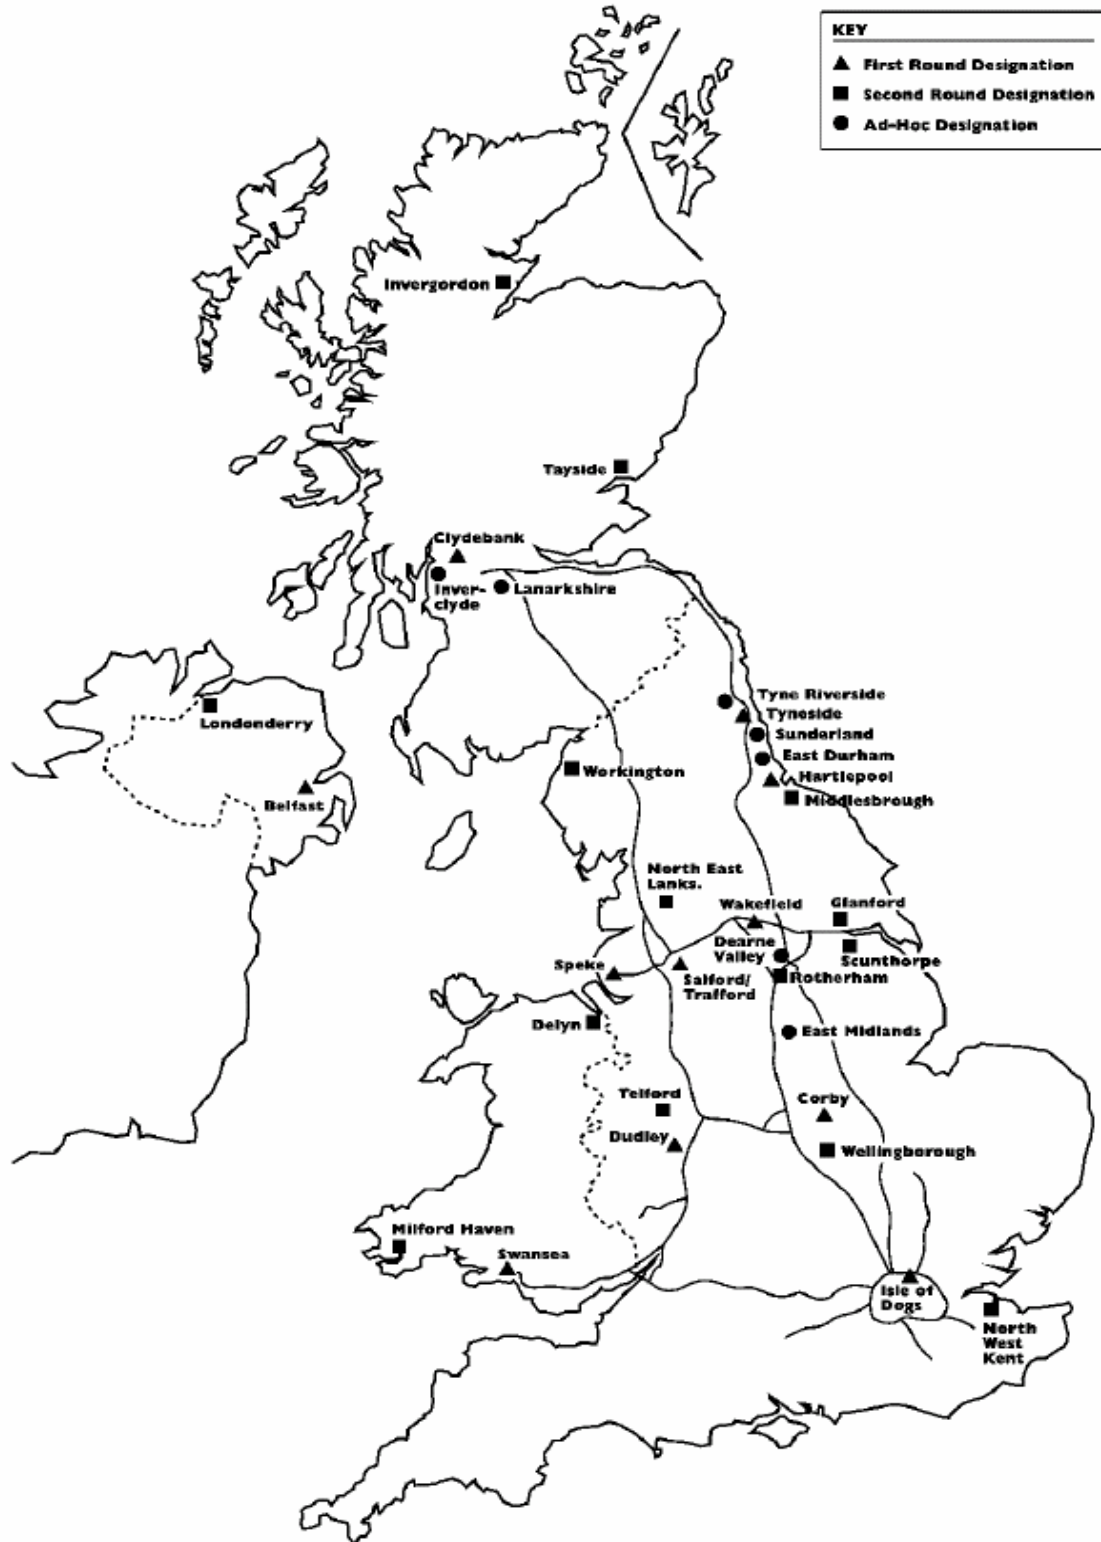 KEY
First Round Designation
Second Round Designation
Ad-Hoc Designation
Invergordon
Tayside
Clydebank
Inver-
clyde
Lanarkshire
Tyne Riverside
Tyneside
Sunderland
East Durham
Hartlepool
Middlesbrough
Londonderry
Belfast
Workington
North East
Lanks.
Wakefield
Glanford
Dearne
Valley
Scunthorpe
Speke
Salford/
Trafford
Rotherham
Delyn
East Midlands
Telford
Corby
Dudley
Wellingborough
Milford Haven
Swansea
Isle of
Dogs
North
West
Kent